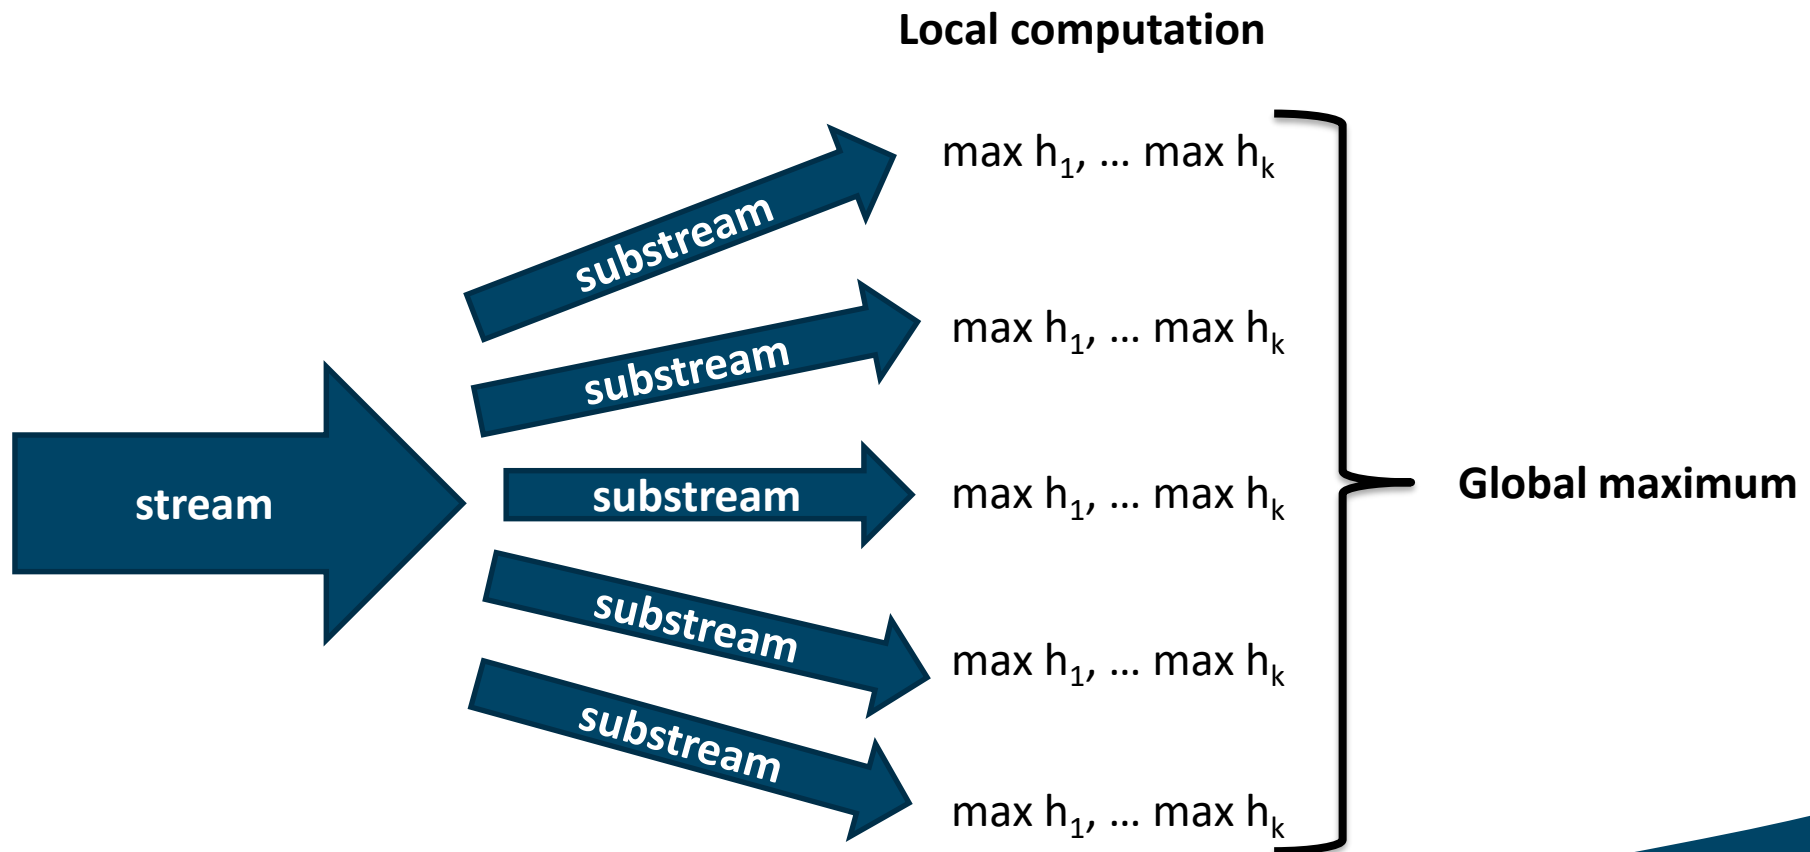 Local computation
substream
max h₁, ... max hₖ
substream
max h₁, ... max hₖ
stream
substream
max h₁, ... max hₖ
Global maximum
substream
max h₁, ... max hₖ
substream
max h₁, ... max hₖ